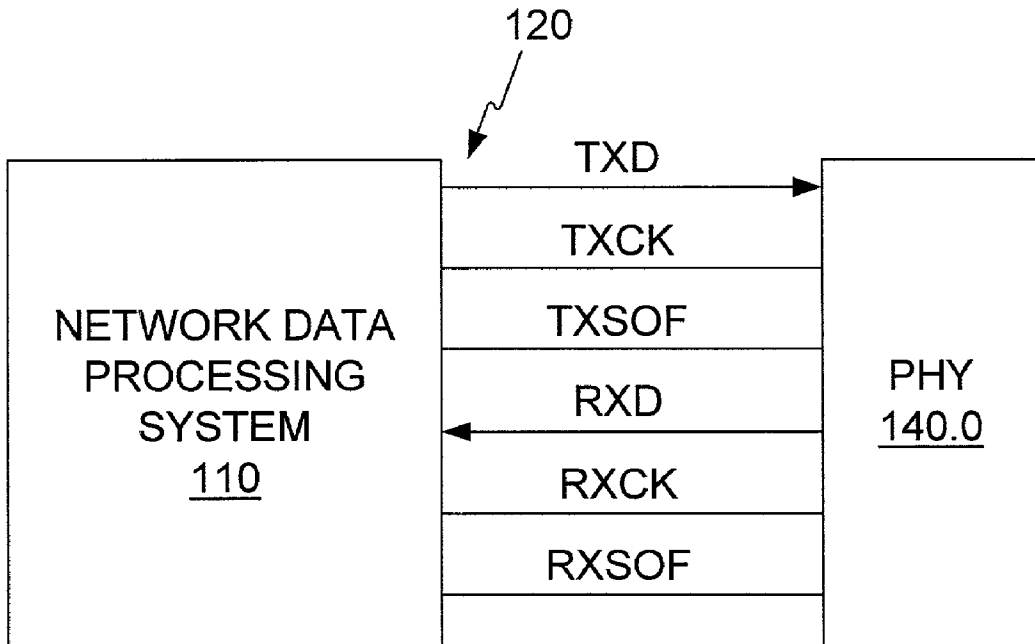 120
TXD
TXCK
TXSOF
RXD
RXCK
RXSOF
NETWORK DATA
PROCESSING
SYSTEM
110
PHY
140.0